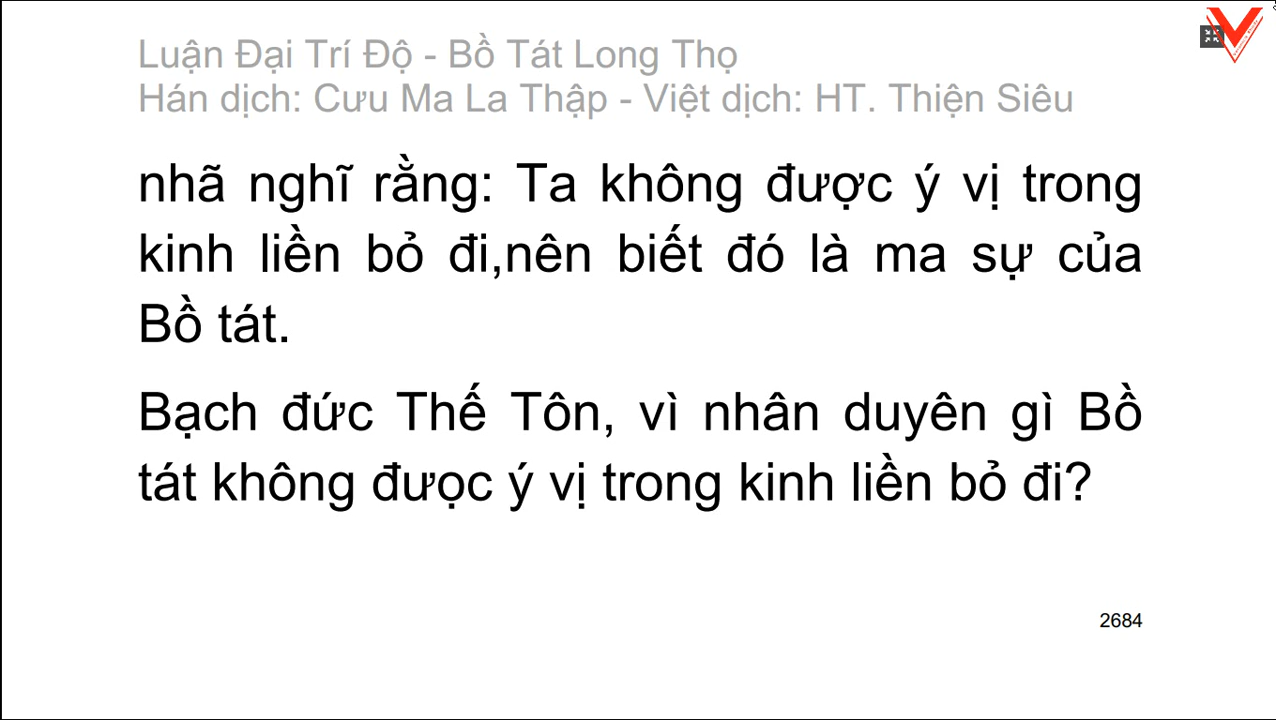 Luận Đại Trí Độ - Bồ Tát Long Thọ
Hán dịch: Cưu Ma La Thập - Việt dịch: HT. Thiện Siêu
nhã nghĩ rằng: Ta không được ý vị trong
kinh liền bỏ đi,nên biết đó là ma sự của
Bồ tát.
Bạch đức Thế Tôn, vì nhân duyên gì Bồ
tát không được ý vị trong kinh liền bỏ đi?
2684